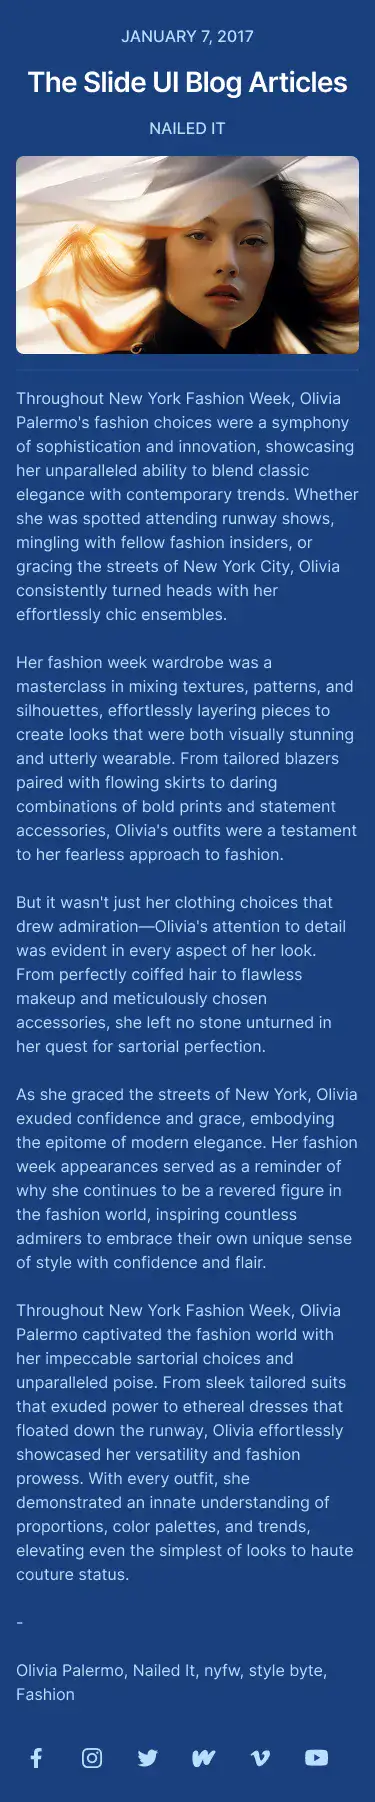 JANUARY 7, 2017
The Slide UI Blog Articles
NAILED IT
Throughout New York Fashion Week, Olivia
Palermo's fashion choices were a symphony
of sophistication and innovation, showcasing
her unparalleled ability to blend classic
elegance with contemporary trends. Whether
she was spotted attending runway shows,
mingling with fellow fashion insiders, or
gracing the streets of New York City, Olivia
consistently turned heads with her
effortlessly chic ensembles.
Her fashion week wardrobe was a
masterclass in mixing textures, patterns, and
silhouettes, effortlessly layering pieces to
create looks that were both visually stunning
and utterly wearable. From tailored blazers
paired with flowing skirts to daring
combinations of bold prints and statement
accessories, Olivia's outfits were a testament
to her fearless approach to fashion.
But it wasn't just her clothing choices that
drew admiration—Olivia's attention to detail
was evident in every aspect of her look.
From perfectly coiffed hair to flawless
makeup and meticulously chosen
accessories, she left no stone unturned in
her quest for sartorial perfection.
As she graced the streets of New York, Olivia
exuded confidence and grace, embodying
the epitome of modern elegance. Her fashion
week appearances served as a reminder of
why she continues to be a revered figure in
the fashion world, inspiring countless
admirers to embrace their own unique sense
of style with confidence and flair.
Throughout New York Fashion Week, Olivia
Palermo captivated the fashion world with
her impeccable sartorial choices and
unparalleled poise. From sleek tailored suits
that exuded power to ethereal dresses that
floated down the runway, Olivia effortlessly
showcased her versatility and fashion
prowess. With every outfit, she
demonstrated an innate understanding of
proportions, color palettes, and trends,
elevating even the simplest of looks to haute
couture status.
-
Olivia Palermo, Nailed It, nyfw, style byte,
Fashion